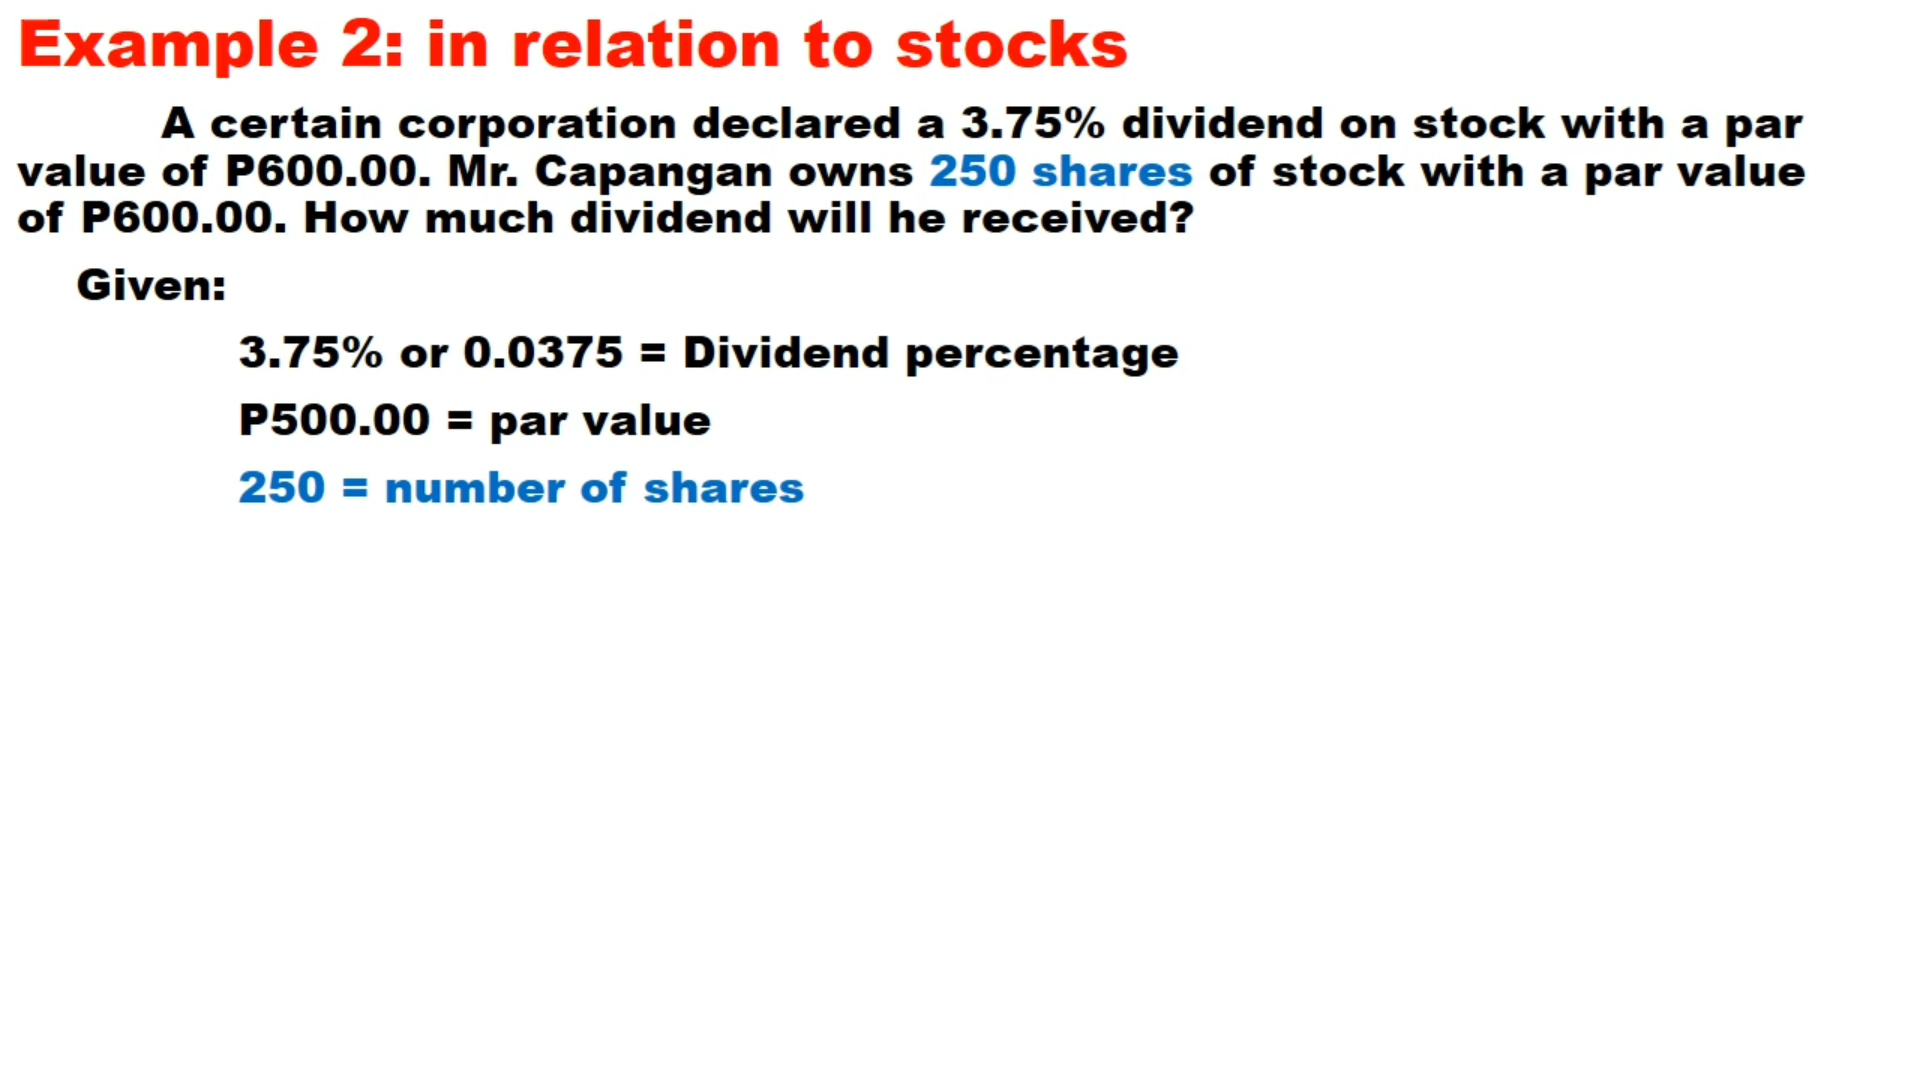 Example 2: in relation to stocks
A certain corporation declared a 3.75% dividend on stock with a par
value of P600.00. Mr. Capangan owns 250 shares of stock with a par value
of P600.00. How much dividend will he received?
Given:
3.75% or 0.0375 = Dividend percentage
P500.00 = par value
250 = number of shares